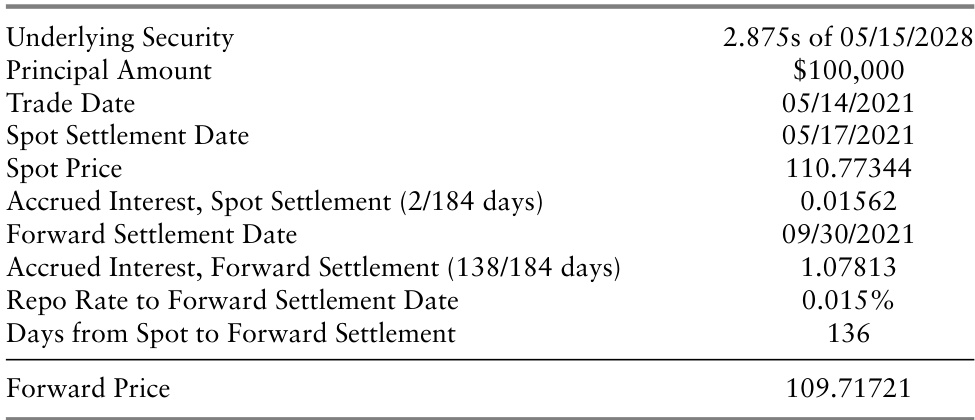 Underlying Security 2.875s of 05/15/2028
Principal Amount $100,000
Trade Date 05/14/2021
Spot Settlement Date 05/17/2021
Spot Price 110.77344
Accrued Interest, Spot Settlement (2/184 days) 0.01562
Forward Settlement Date 09/30/2021
Accrued Interest, Forward Settlement (138/184 days) 1.07813
Repo Rate to Forward Settlement Date 0.015%
Days from Spot to Forward Settlement 136
Forward Price 109.71721